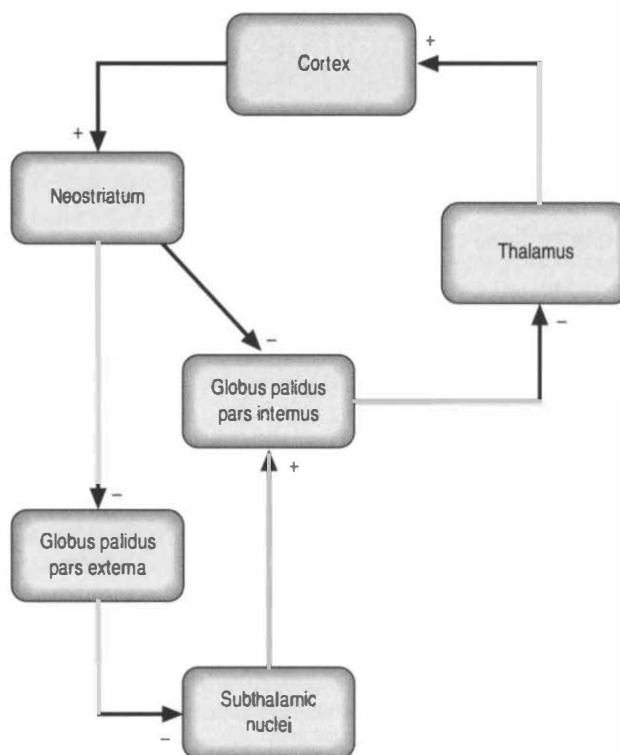 Cortex
+
+
Neostriatum
Thalamus
-
-
Globus palidus
pars internus
+
-
Globus palidus
pars externa
Subthalamic
nuclei
-